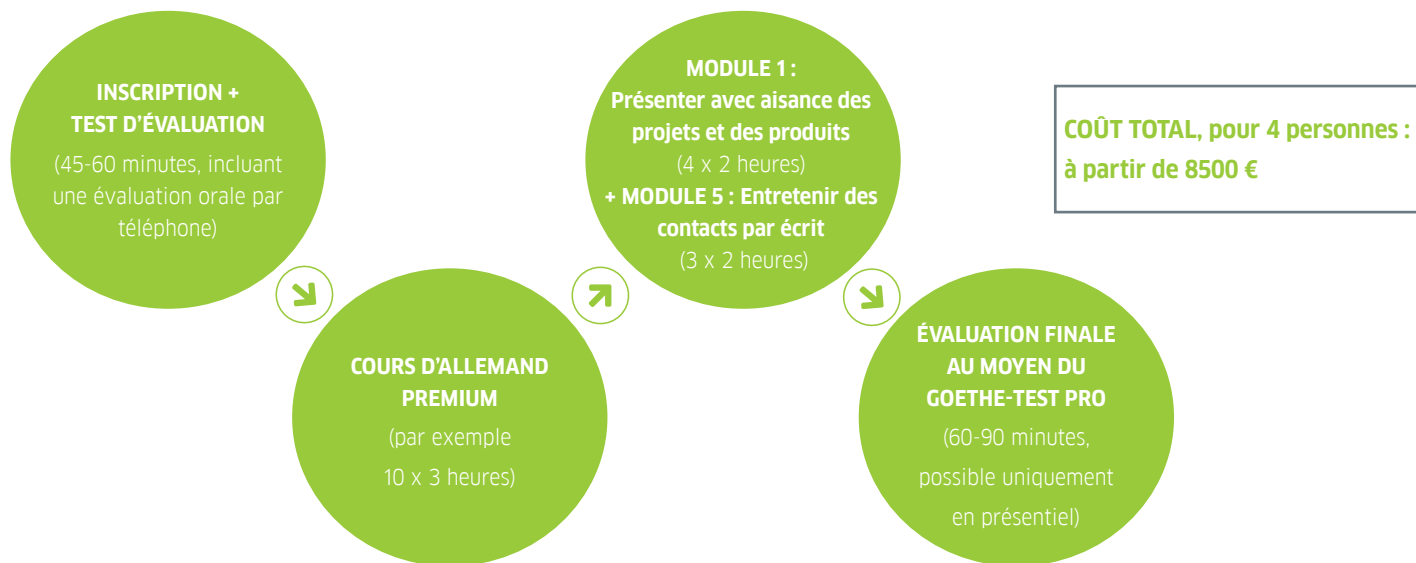 INSCRIPTION +
TEST D'ÉVALUATION
(45-60 minutes, incluant
une évaluation orale par
téléphone)
COURS D'ALLEMAND
PREMIUM
(par exemple
10 x 3 heures)
MODULE 1 :
Présenter avec aisance des
projets et des produits
(4 x 2 heures)
+ MODULE 5 : Entretenir des
contacts par écrit
(3 x 2 heures)
ÉVALUATION FINALE
AU MOYEN DU
GOETHE-TEST PRO
(60-90 minutes,
possible uniquement
en présentiel)
COÛT TOTAL, pour 4 personnes :
à partir de 8500 €